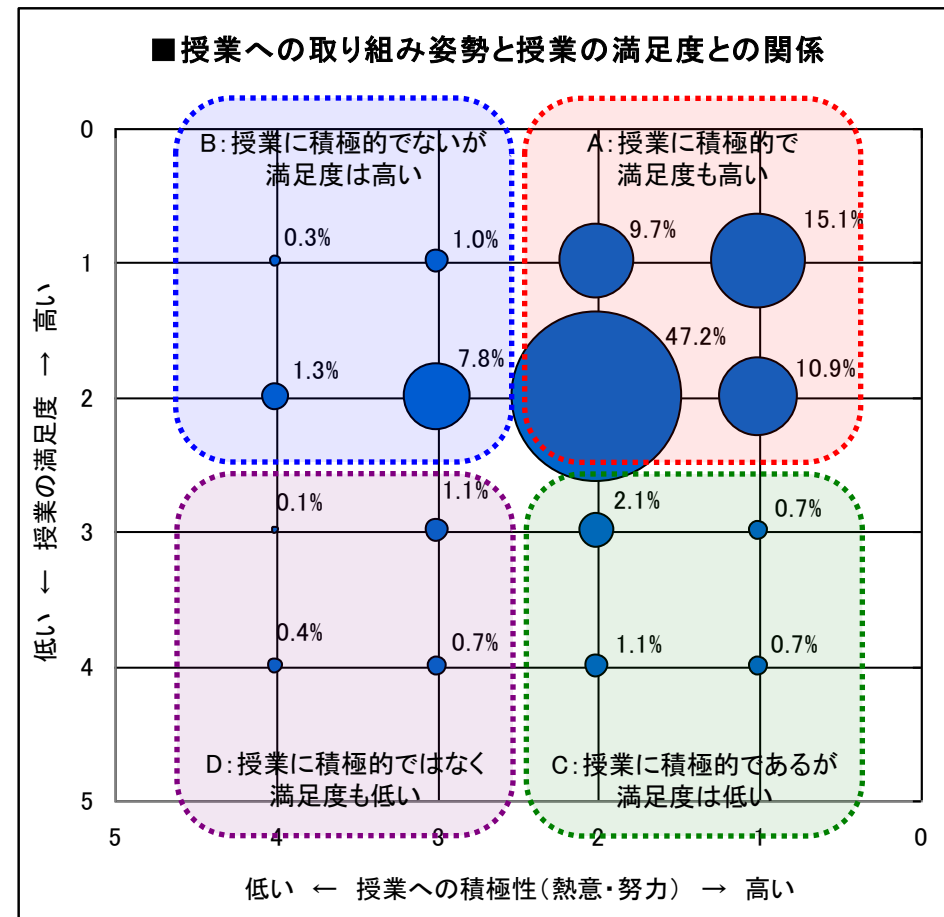 ■授業への取り組み姿勢と授業の満足度との関係
0
B:授業に積極的でないが
満足度は高い
A:授業に積極的で
満足度も高い
0.3%
1.0%
9.7%
15.1%
1
1.3%
7.8%
47.2%
10.9%
2
0.1%
1.1%
2.1%
0.7%
3
0.4%
0.7%
1.1%
0.7%
4
D:授業に積極的ではなく
満足度も低い
C:授業に積極的であるが
満足度は低い
5
5
4
3
2
1
0
低い ← 授業の満足度 → 高い
低い ← 授業への積極性(熱意・努力) → 高い